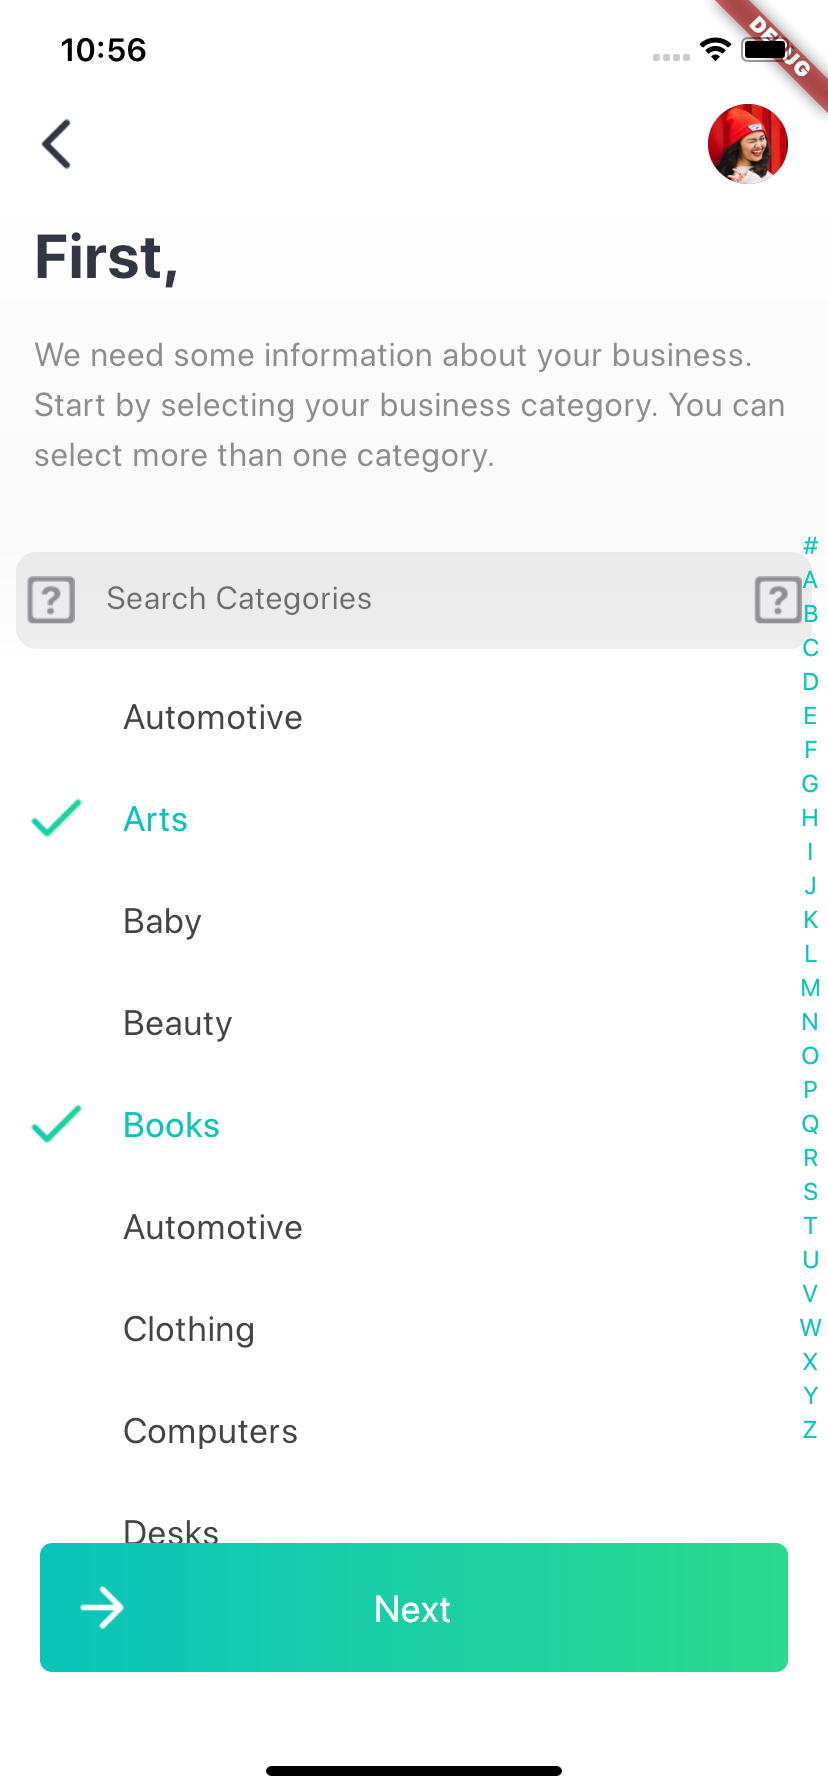 10:56
DEBUG
First,
We need some information about your business.
Start by selecting your business category. You can
select more than one category.
#
? Search Categories ?
A
B
C
D
E
F
G
H
I
J
K
L
M
N
O
P
Q
R
S
T
U
V
W
X
Y
Z
Automotive
Arts
Baby
Beauty
Books
Automotive
Clothing
Computers
Desks
Next